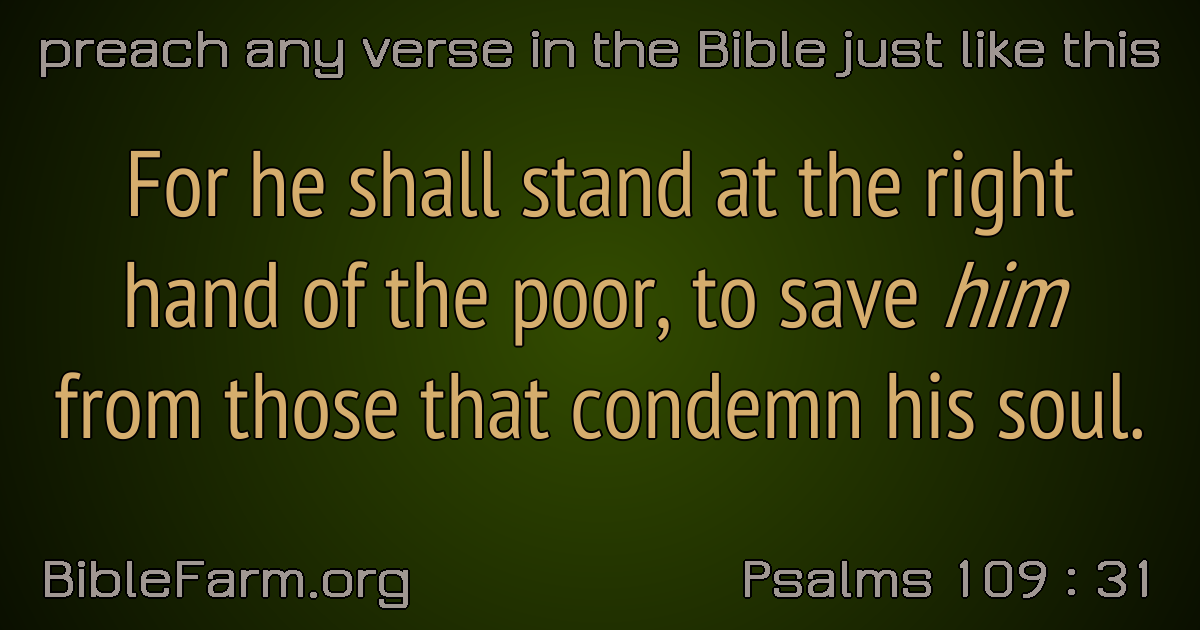 preach any verse in the Bible just like this
For he shall stand at the right
hand of the poor, to save him
from those that condemn his soul.
BibleFarm.org
Psalms 109 : 31